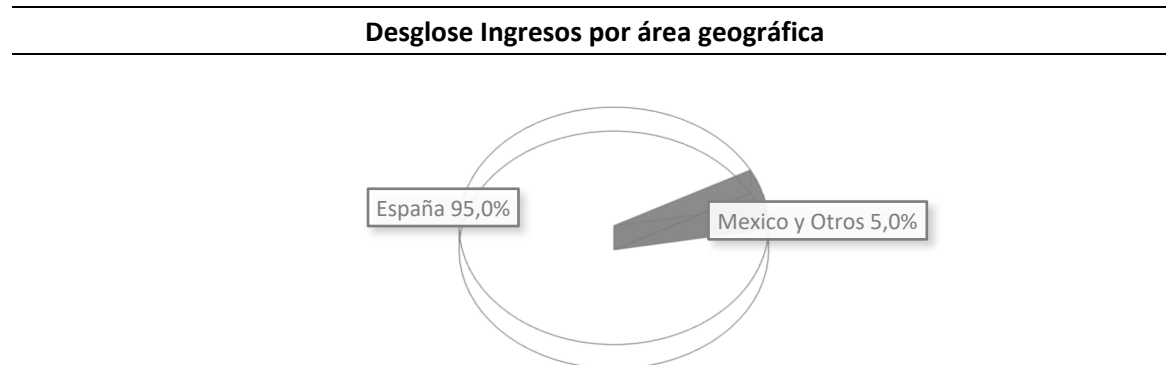 Desglose Ingresos por área geográfica
España 95,0%
Mexico y Otros 5,0%